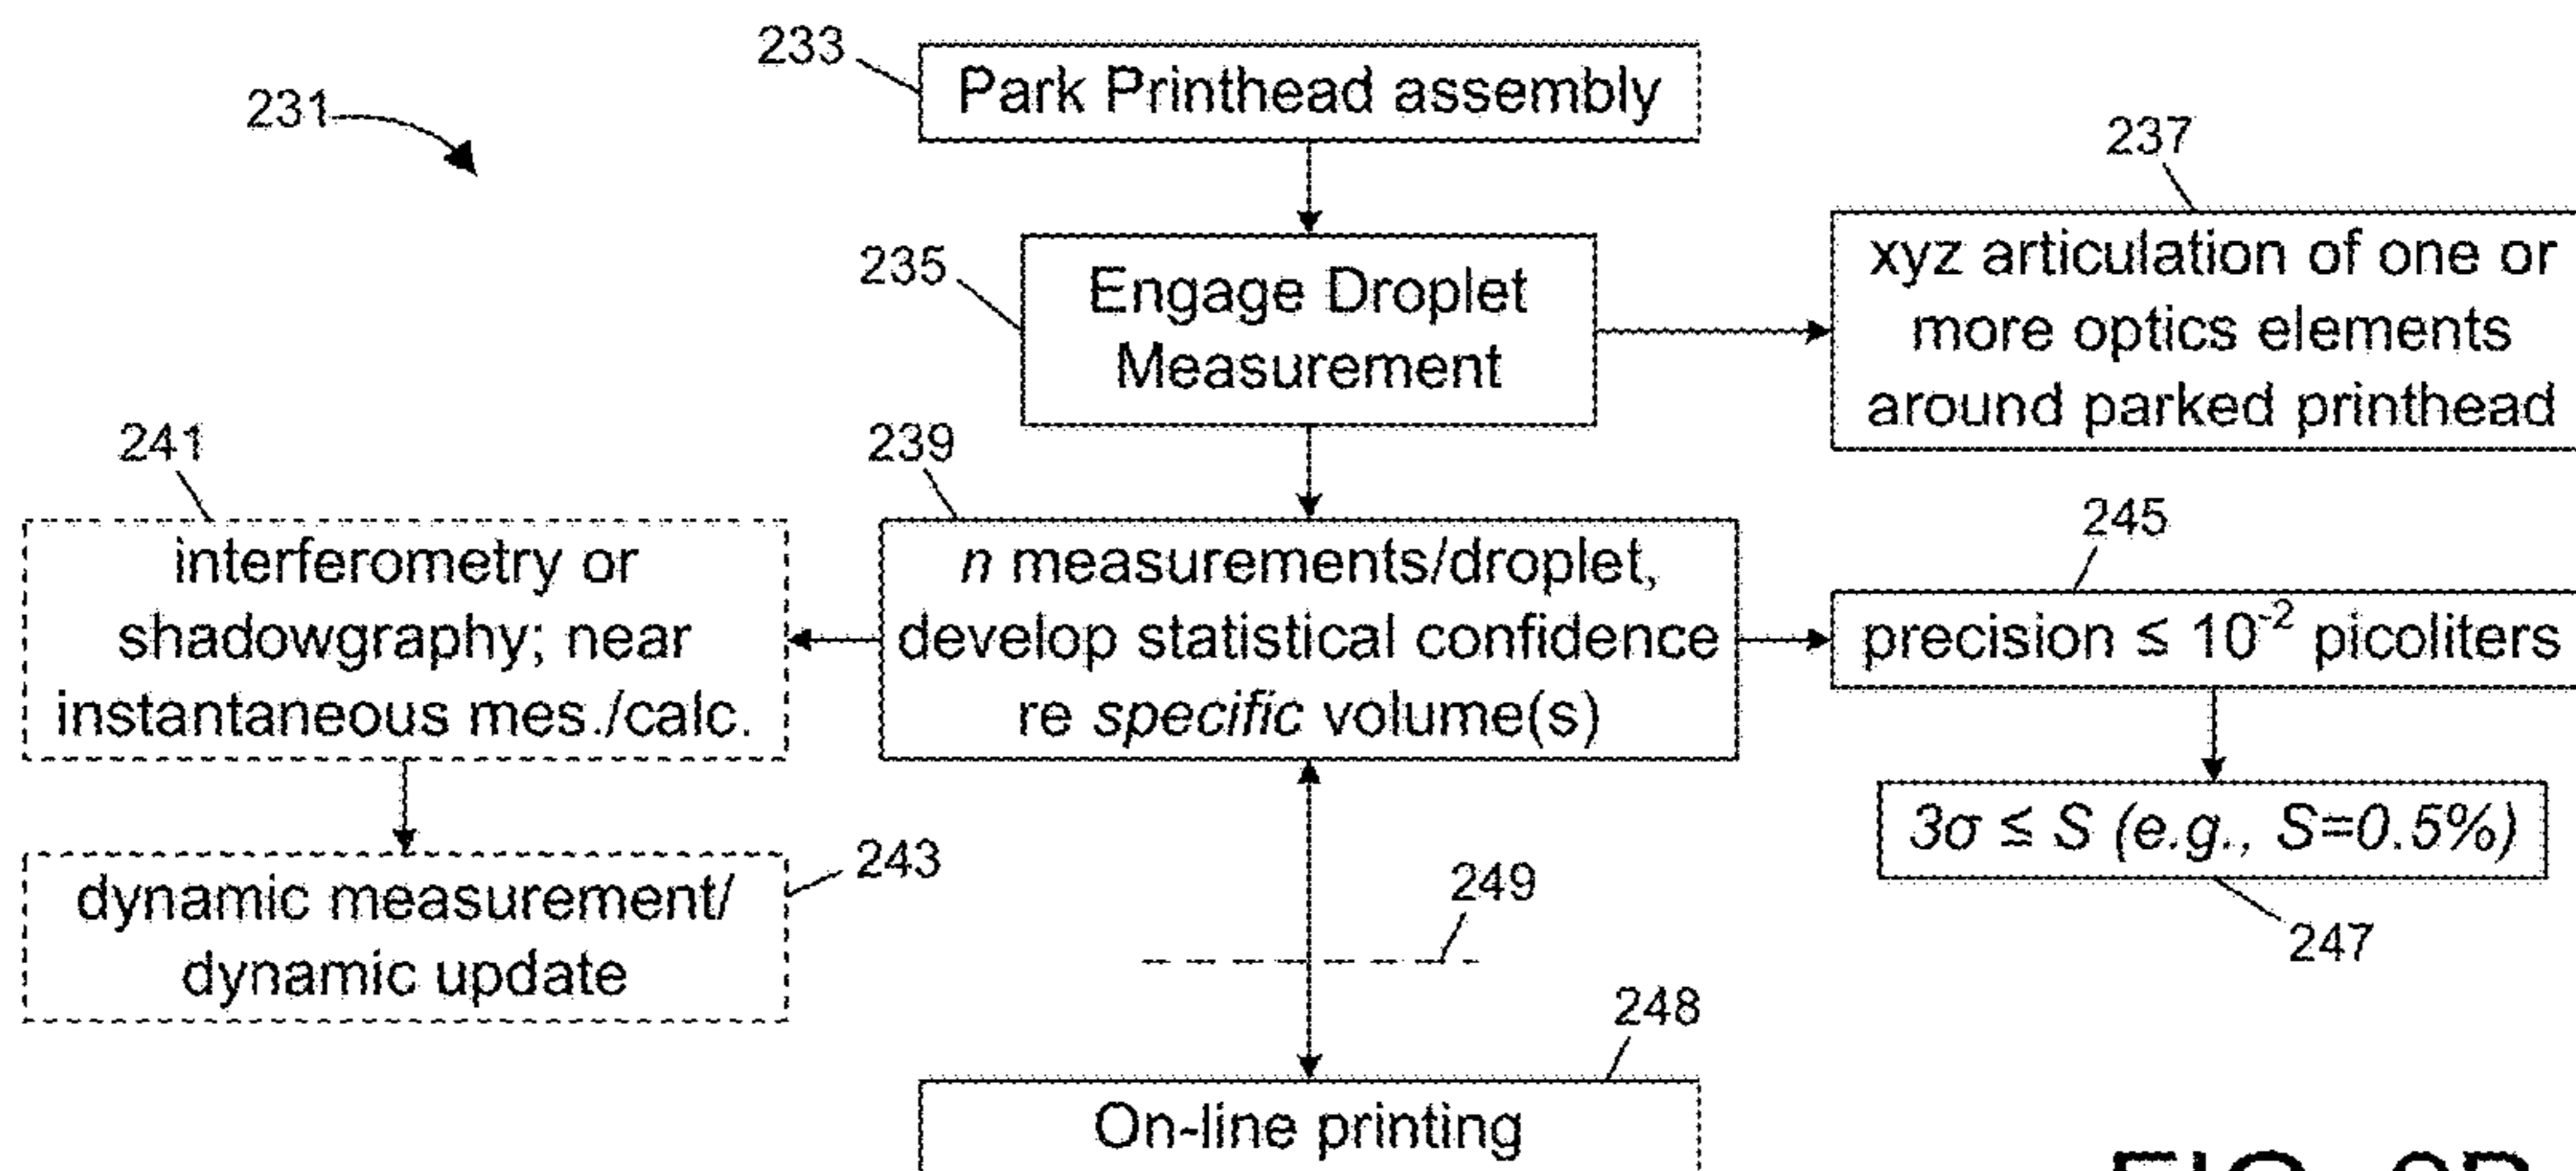 233
Park Printhead assembly
231
237
235
Engage Droplet
Measurement
xyz articulation of one or
more optics elements
around parked printhead
241
239
245
interferometry or
shadowgraphy; near
instantaneous mes./calc.
n measurements/droplet,
develop statistical confidence
re specific volume(s)
precision ≤ 10⁻² picoliters
3σ ≤ S (e.g., S=0.5%)
247
243
dynamic measurement/
dynamic update
249
248
On-line printing